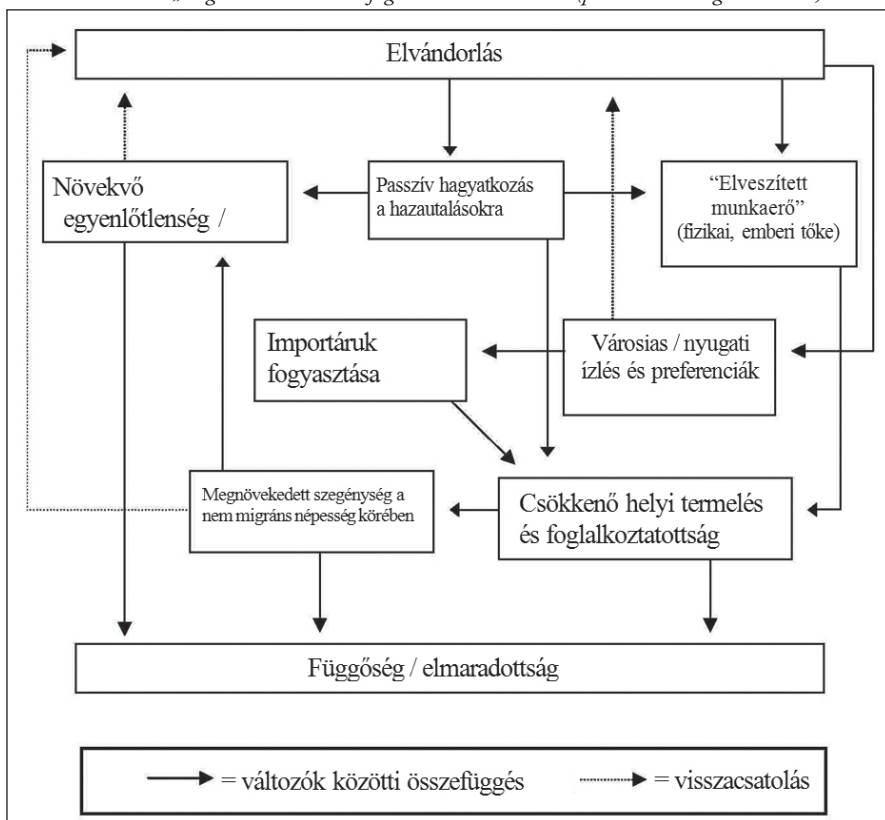 Elvándorlás
Növekvő
egyenlőtlenség /
Passzív hagyatkozás
a hazautalásokra
“Elveszített
munkaerő”
(fizikai, emberi tőke)
Importáruk
fogyasztása
Városias / nyugati
ízlés és preferenciák
Megnövekedett szegénység a
nem migráns népesség körében
Csökkenő helyi termelés
és foglalkoztatottság
Függőség / elmaradottság
= változók közötti összefüggés
= visszacsatolás